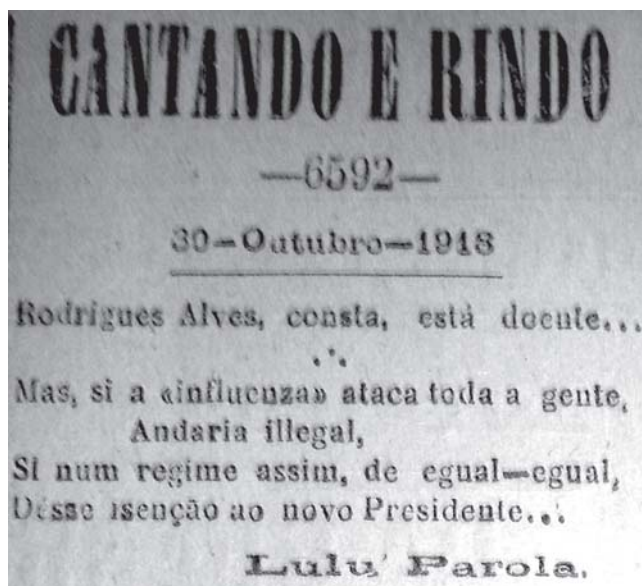 CANTANDO E RINDO
—6592—
30—Outubro—1918
Rodrigues Alves, consta, está doente...
Mas, si a «influenza» ataca toda a gente,
Andaria illegal,
Si num regime assim, de egual—egual,
Désse isenção ao novo Presidente...
Lulu' Parola.